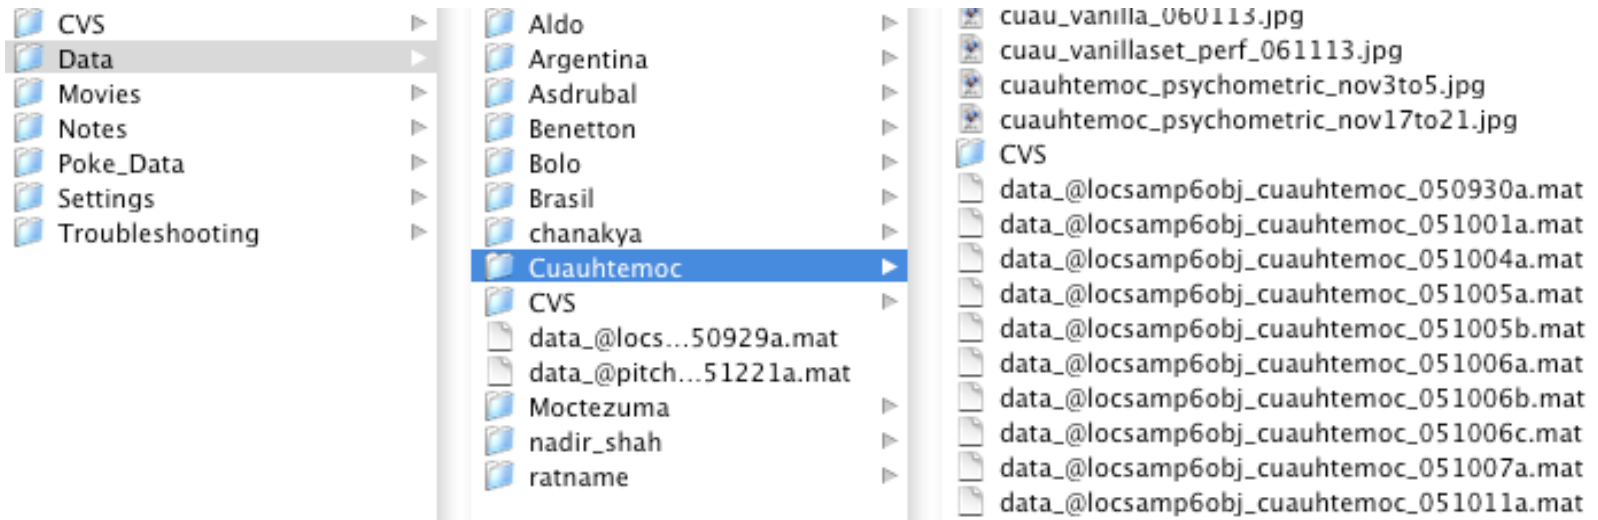 CVS
Data
Movies
Notes
Poke_Data
Settings
Troubleshooting
Aldo
Argentina
Asdrubal
Benetton
Bolo
Brasil
chanakya
Cuauhtemoc
CVS
data_@locs...50929a.mat
data_@pitch...51221a.mat
Moctezuma
nadir_shah
ratname
cuau_vanilla_060113.jpg
cuau_vanillaset_perf_061113.jpg
cuauhtemoc_psychometric_nov3to5.jpg
cuauhtemoc_psychometric_nov17to21.jpg
CVS
data_@locsamp6obj_cuauhtemoc_050930a.mat
data_@locsamp6obj_cuauhtemoc_051001a.mat
data_@locsamp6obj_cuauhtemoc_051004a.mat
data_@locsamp6obj_cuauhtemoc_051005a.mat
data_@locsamp6obj_cuauhtemoc_051005b.mat
data_@locsamp6obj_cuauhtemoc_051006a.mat
data_@locsamp6obj_cuauhtemoc_051006b.mat
data_@locsamp6obj_cuauhtemoc_051006c.mat
data_@locsamp6obj_cuauhtemoc_051007a.mat
data_@locsamp6obj_cuauhtemoc_051011a.mat